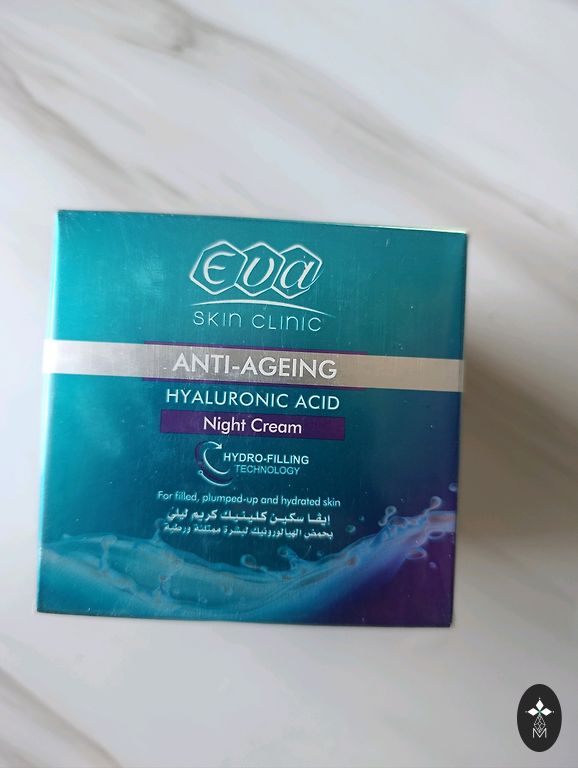 eva
SKIN CLINIC
ANTI-AGEING
HYALURONIC ACID
Night Cream
HYDRO-FILLING
TECHNOLOGY
For filled, plumped-up and hydrated skin
إيڤا سكين كلينيك كريم ليلي
بحمض الهيالورونيك لبشرة ممتلئة ورطبة
M